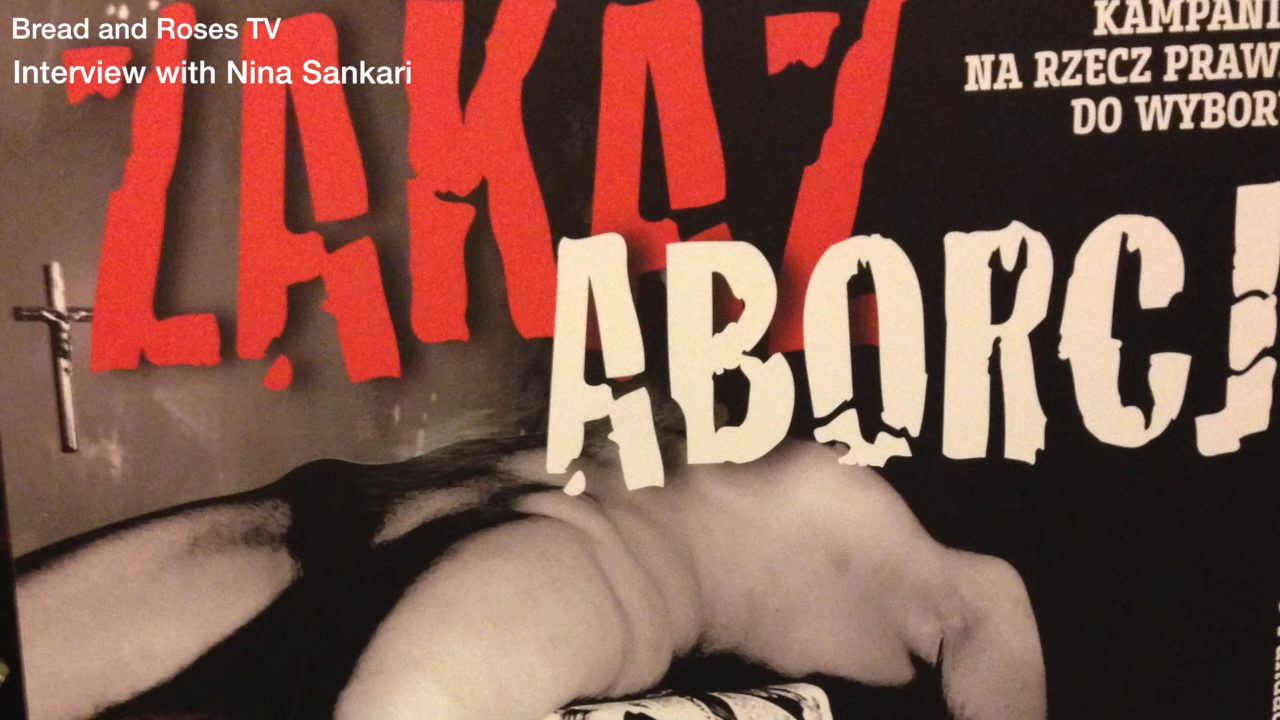 Bread and Roses TV
Interview with Nina Sankari
ZAKAZ
ABORCJ
KAMPANI
NA RZECZ PRAW
DO WYBOR